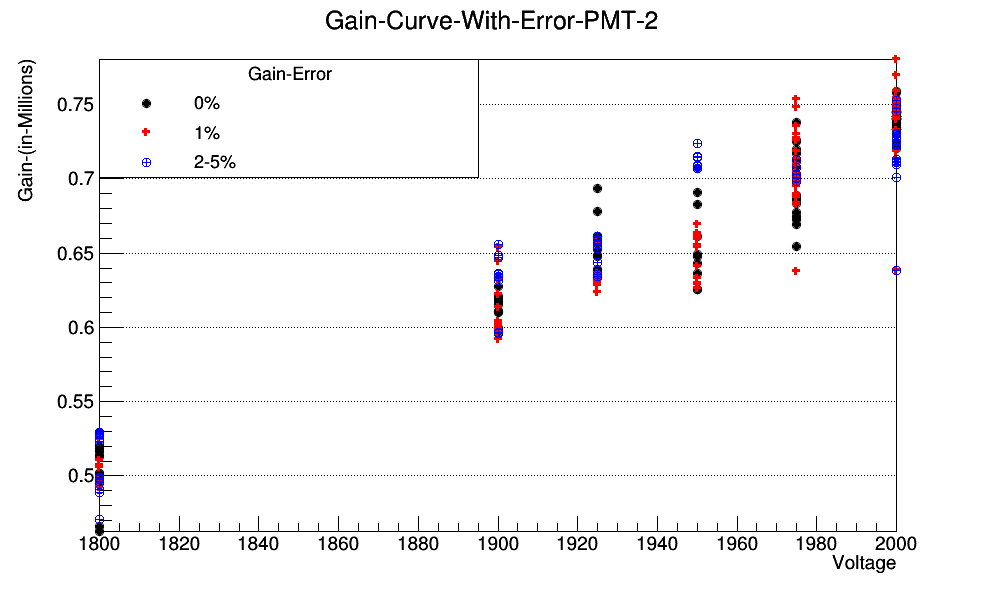 Gain-Curve-With-Error-PMT-2
Gain-(in-Millions)
Gain-Error
0%
1%
2-5%
0.75
0.7
0.65
0.6
0.55
0.5
1800 1820 1840 1860 1880 1900 1920 1940 1960 1980 2000
Voltage